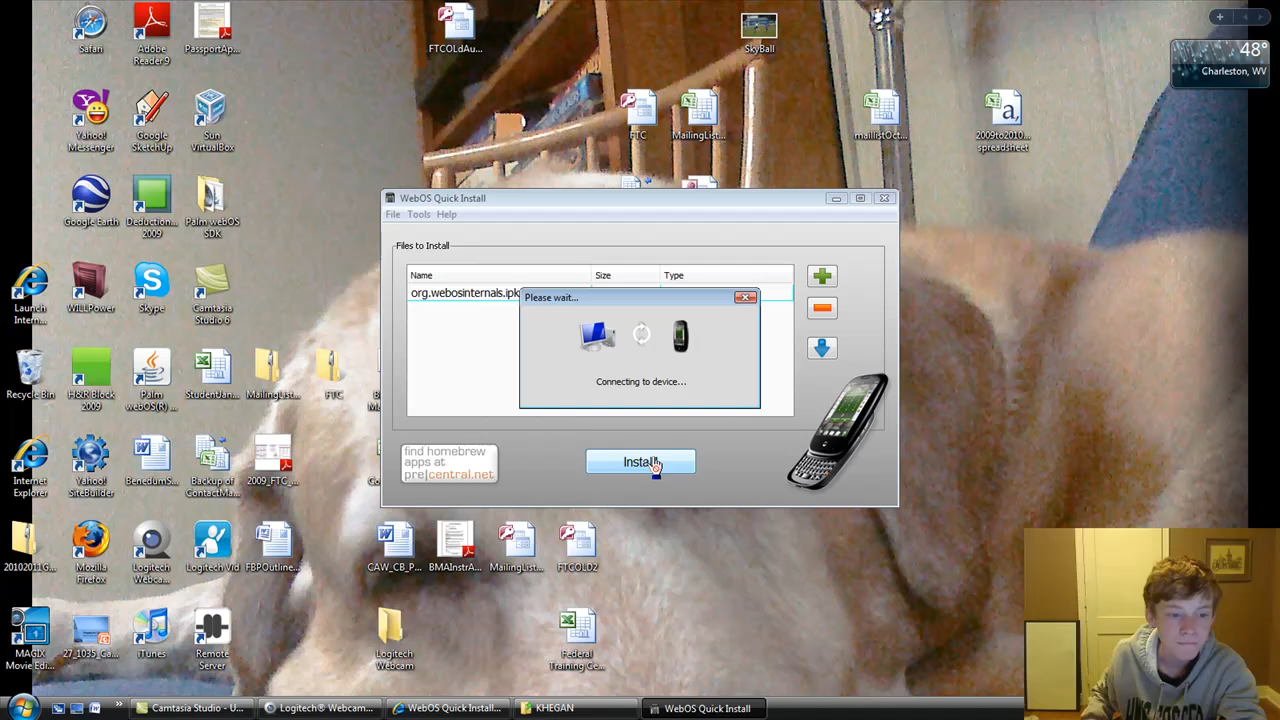 Safari
Adobe Reader 9
PassportAp...
FTCOLdAu...
SkyBall
48°
Charleston, WV
Yahoo! Messenger
Google SketchUp
Sun VirtualBox
FTC
MailingList...
maillistOct...
2009to2010... spreadsheet
Google Earth
Deduction... 2009
Palm webOS SDK
WebOS Quick Install
File Tools Help
Files to Install
Name Size Type
org.webosinternals.ipk
Please wait...
Connecting to device...
Launch Intern...
WILLPower
Skype
Camtasia Studio 6
Recycle Bin
H&R Block 2009
Palm webOS(R) ...
StudentJan...
MailingList...
FTC
find homebrew
apps at
pre|central.net
Install
Internet Explorer
Yahoo! SiteBuilder
BenedumS...
Backup of ContactMa...
2009_FTC_...
20102011G...
Mozilla Firefox
Logitech Webca...
Logitech Vid
FBPOutline...
CAW_CB_P...
BMAInstrA...
MailingList...
FTCOLD2
MAGIX Movie Edi...
27_1035_Ca...
iTunes
Remote Server
Logitech Webcam
Federal Training Ce...
Camtasia Studio - U...
Logitech® Webcam...
WebOS Quick Install...
KHEGAN
WebOS Quick Install